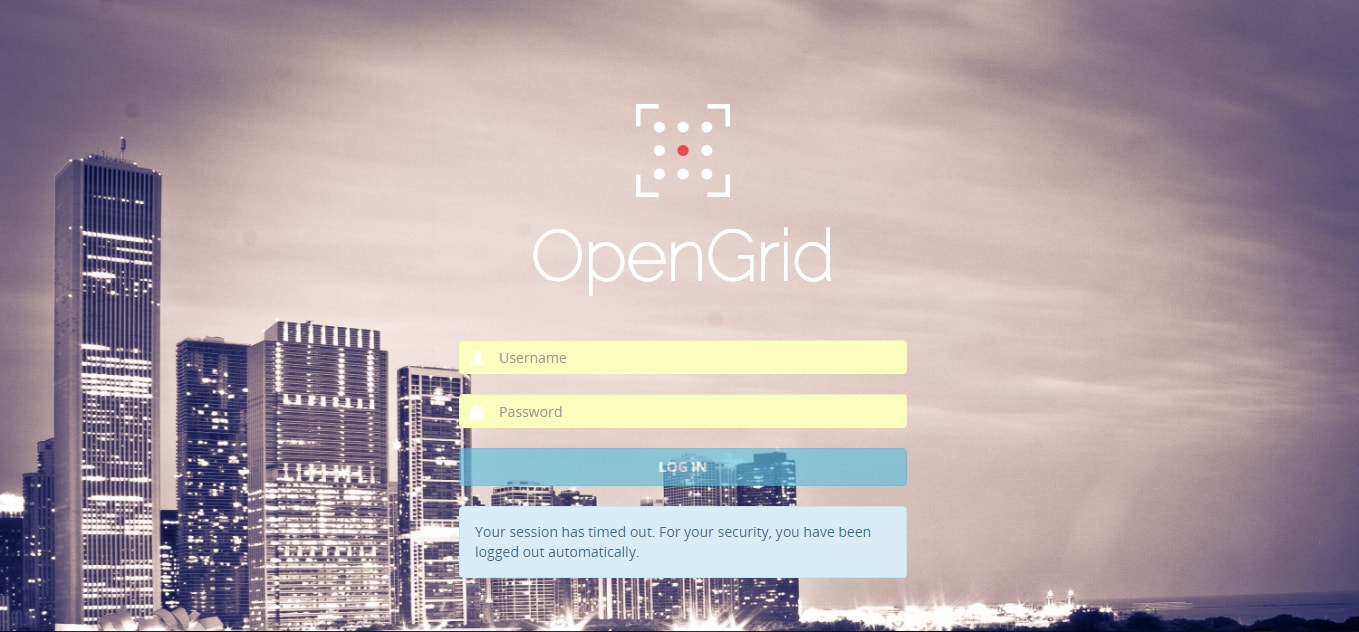 OpenGrid
Username
Password
LOG IN
Your session has timed out. For your security, you have been
logged out automatically.